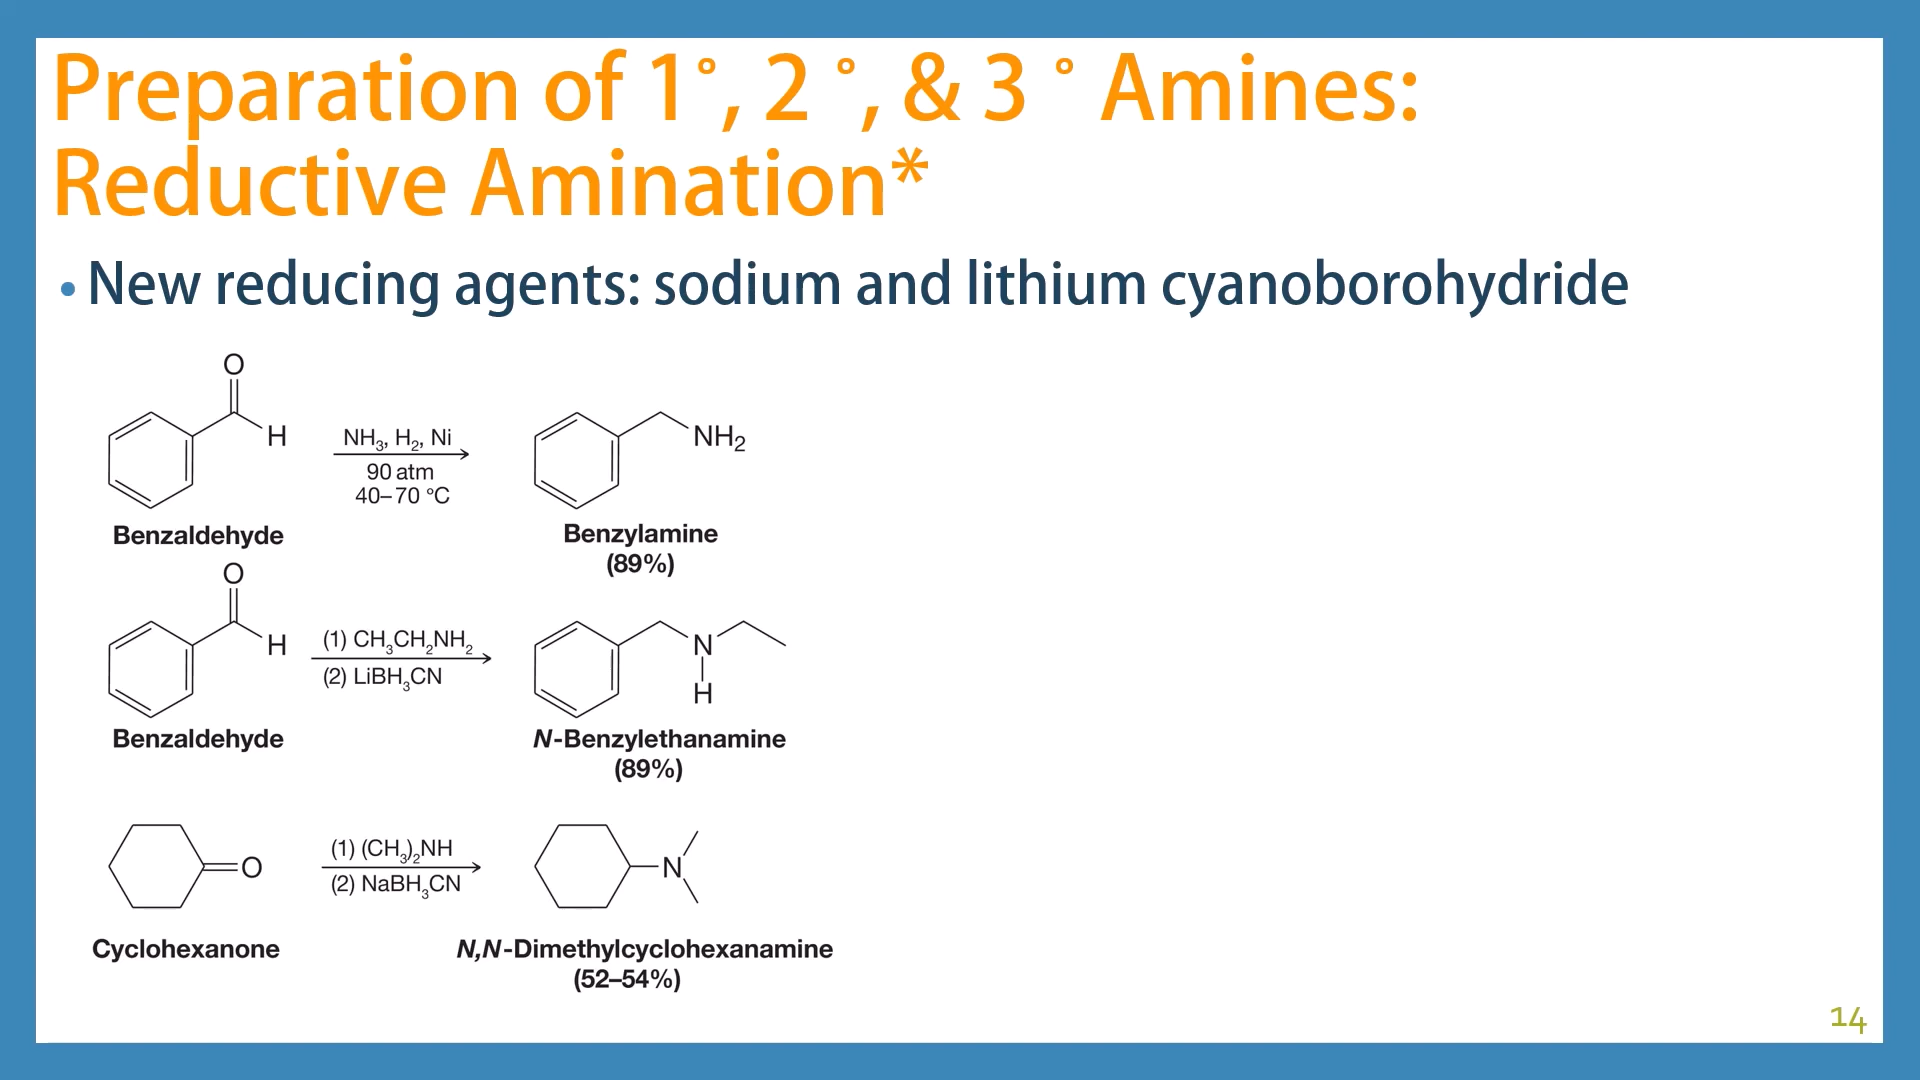 Preparation of 1°, 2 °, & 3 ° Amines:
Reductive Amination*
• New reducing agents: sodium and lithium cyanoborohydride
O
H
NH₃, H₂, Ni
90 atm
40–70 °C
NH₂
Benzaldehyde
Benzylamine
(89%)
O
H
(1) CH₃CH₂NH₂
(2) LiBH₃CN
N
H
Benzaldehyde
N-Benzylethanamine
(89%)
O
(1) (CH₃)₂NH
(2) NaBH₃CN
N
Cyclohexanone
N,N-Dimethylcyclohexanamine
(52–54%)
14